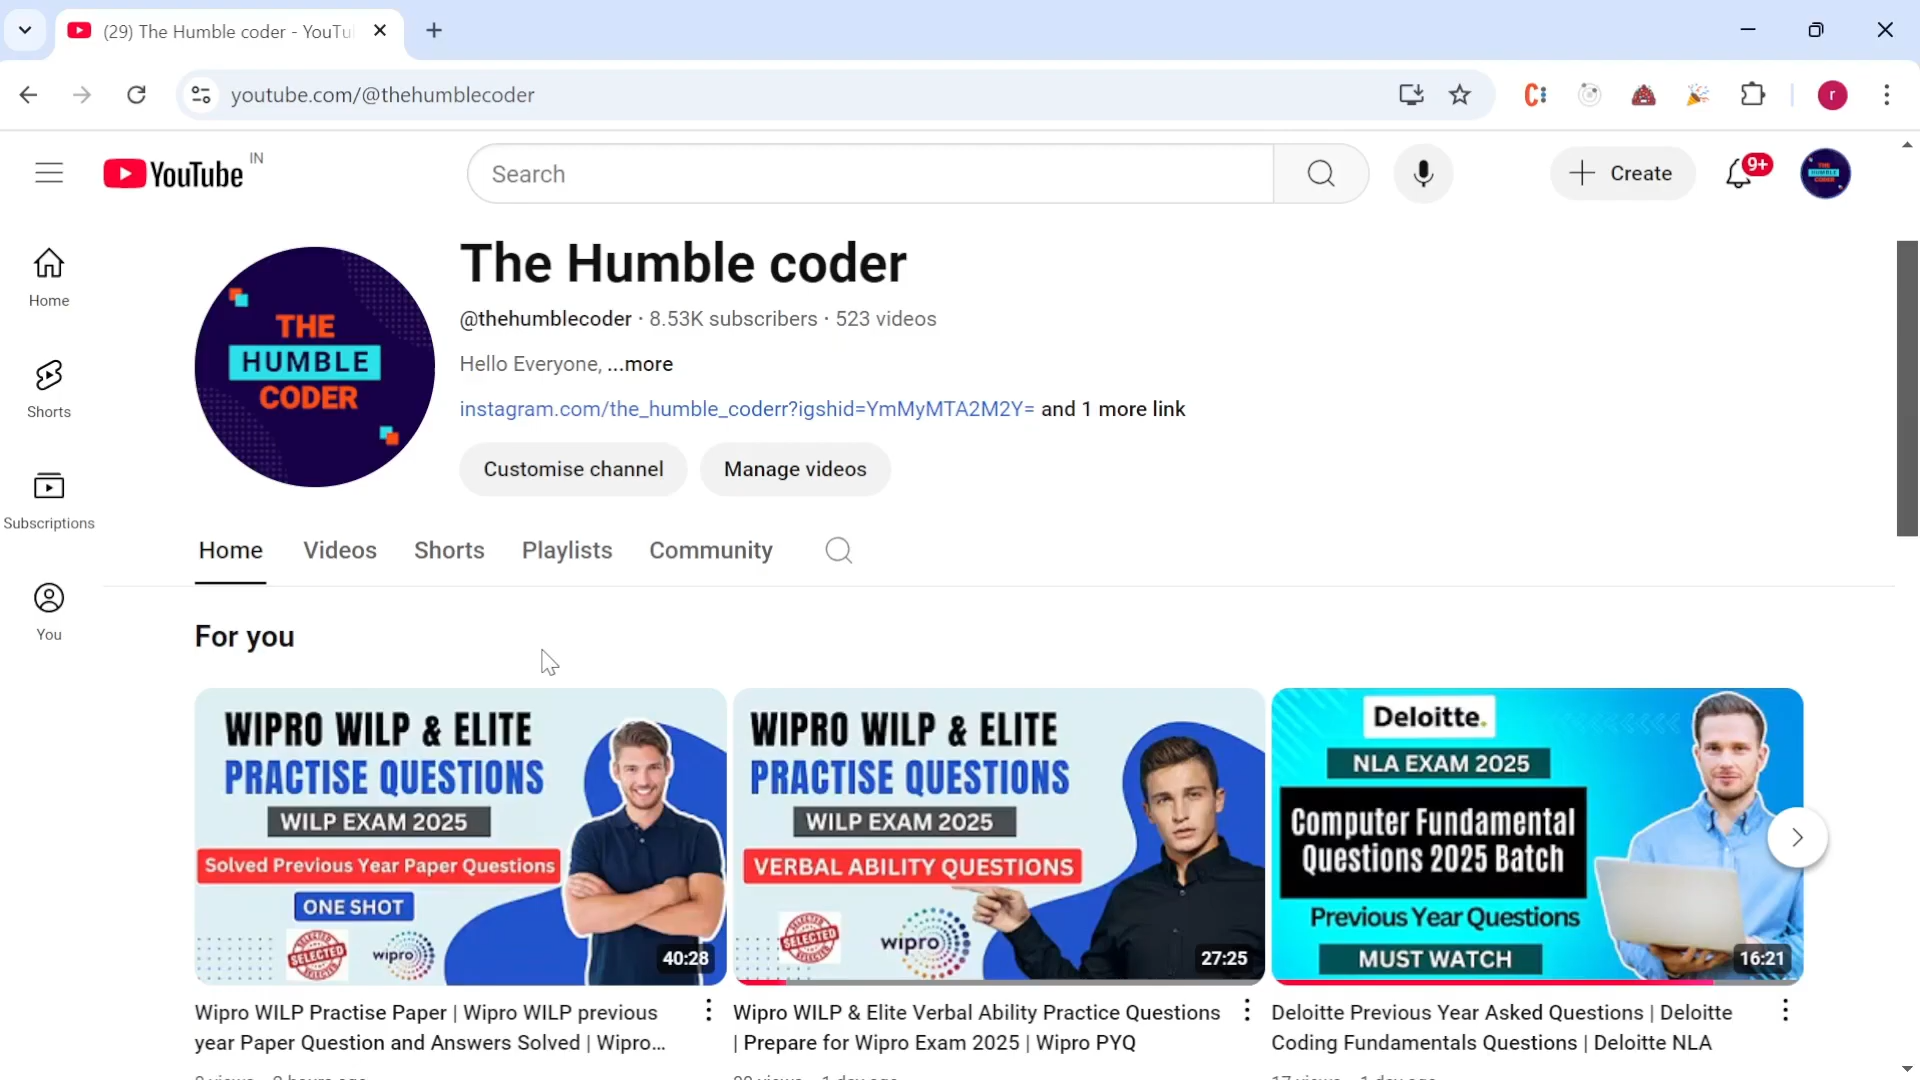 (29) The Humble coder - YouTu
youtube.com/@thehumblecoder
r
YouTube IN
Search
Create
9+
THE
HUMBLE
CODER
Home
Shorts
Subscriptions
You
THE
HUMBLE
CODER
The Humble coder
@thehumblecoder · 8.53K subscribers · 523 videos
Hello Everyone, ...more
instagram.com/the_humble_coderr?igshid=YmMyMTA2M2Y= and 1 more link
Customise channel Manage videos
Home Videos Shorts Playlists Community
For you
WIPRO WILP & ELITE
PRACTISE QUESTIONS
WILP EXAM 2025
Solved Previous Year Paper Questions
ONE SHOT
SELECTED
wipro
40:28
WIPRO WILP & ELITE
PRACTISE QUESTIONS
WILP EXAM 2025
VERBAL ABILITY QUESTIONS
SELECTED
wipro
27:25
Deloitte.
NLA EXAM 2025
Computer Fundamental
Questions 2025 Batch
Previous Year Questions
MUST WATCH
16:21
Wipro WILP Practise Paper | Wipro WILP previous
year Paper Question and Answers Solved | Wipro...
Wipro WILP & Elite Verbal Ability Practice Questions
| Prepare for Wipro Exam 2025 | Wipro PYQ
Deloitte Previous Year Asked Questions | Deloitte
Coding Fundamentals Questions | Deloitte NLA